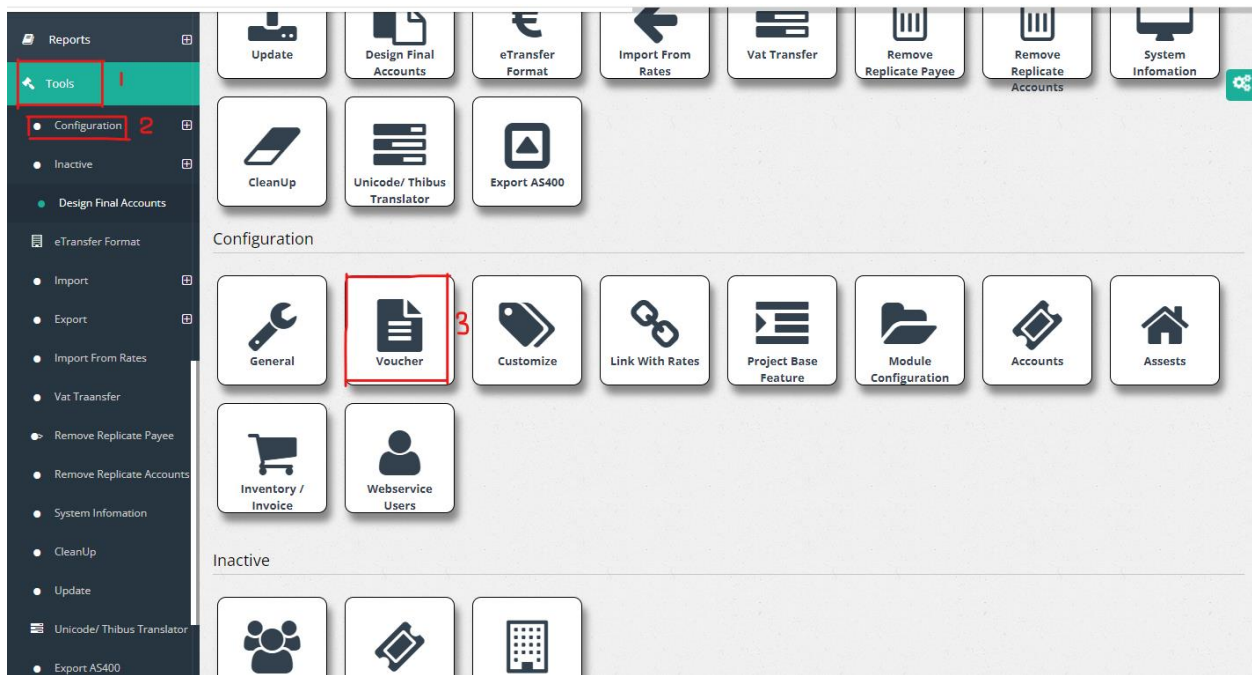 Reports
Tools
1
Configuration
2
Inactive
Design Final Accounts
eTransfer Format
Import
Export
Import From Rates
Vat Traansfer
Remove Replicate Payee
Remove Replicate Accounts
System Infomation
CleanUp
Update
Unicode/ Thibus Translator
Export AS400
Update
Design Final
Accounts
eTransfer
Format
Import From
Rates
Vat Transfer
Remove
Replicate Payee
Remove
Replicate
Accounts
System
Infomation
CleanUp
Unicode/ Thibus
Translator
Export AS400
Configuration
General
Voucher
3
Customize
Link With Rates
Project Base
Feature
Module
Configuration
Accounts
Assests
Inventory /
Invoice
Webservice
Users
Inactive